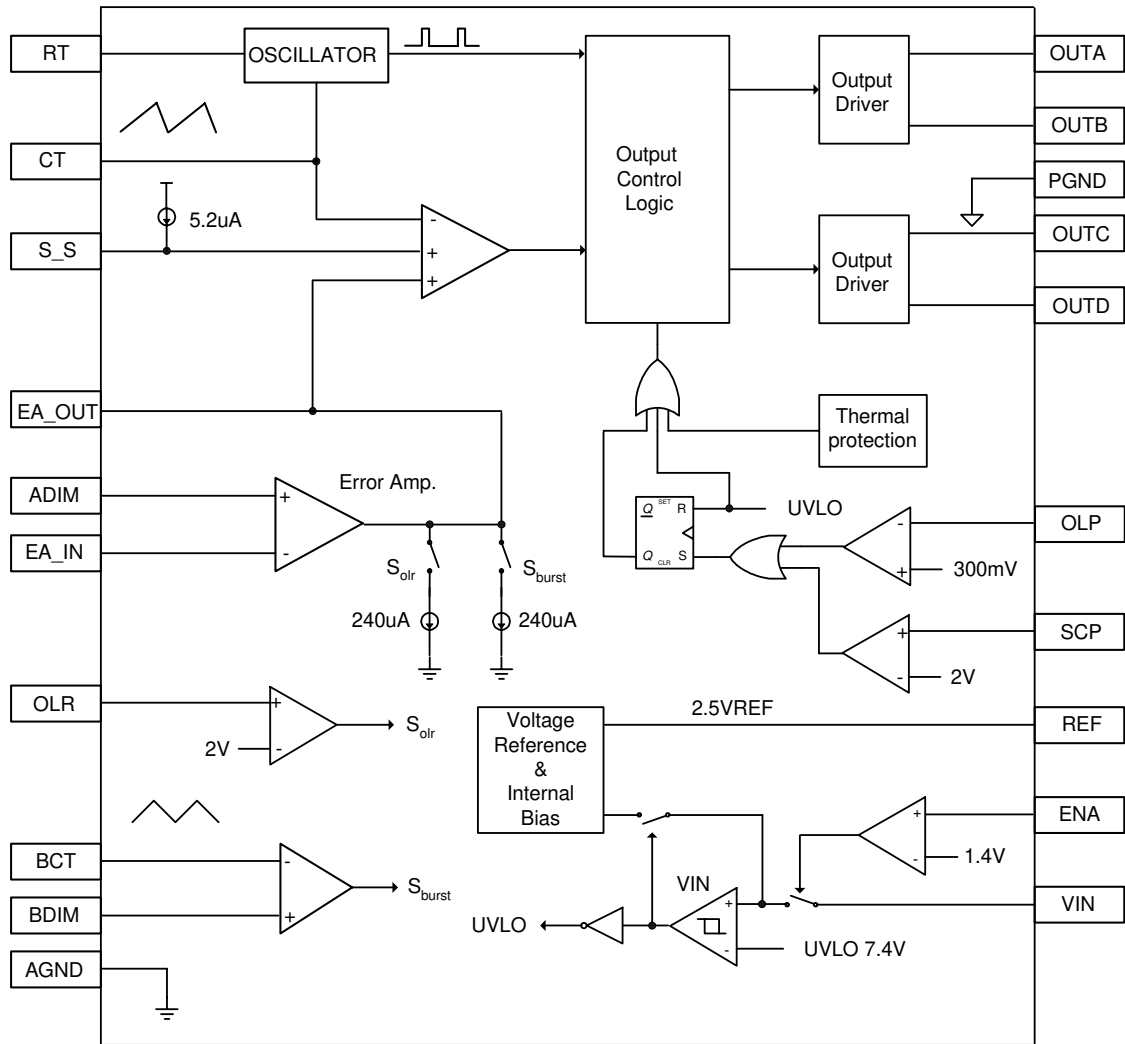 RT
OSCILLATOR
CT
5.2uA
S_S
-
+
+
Output
Control
Logic
Output
Driver
OUTA
OUTB
PGND
Output
Driver
OUTC
OUTD
EA_OUT
ADIM
EA_IN
+
-
Error Amp.
Solr
Sburst
240uA
240uA
Thermal
protection
Q SET R
Q CLR S
UVLO
-
+
300mV
OLP
+
-
2V
SCP
OLR
+
-
2V
Solr
Voltage
Reference
&
Internal
Bias
2.5VREF
REF
ENA
+
-
1.4V
VIN
BCT
BDIM
-
+
Sburst
AGND
UVLO
VIN
+
-
UVLO 7.4V